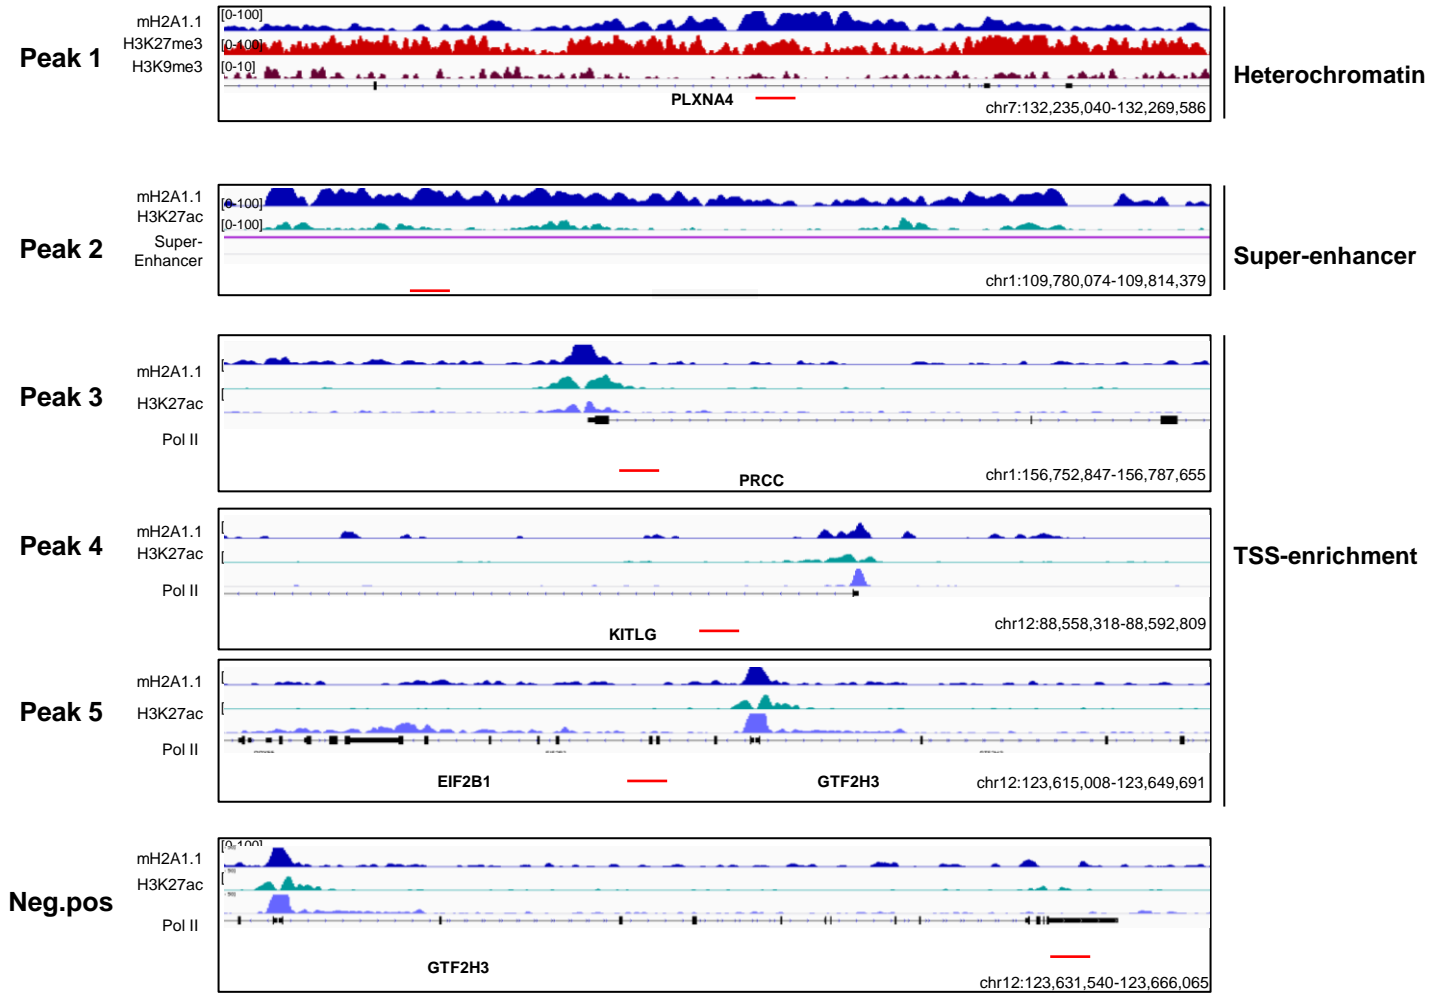 Peak 1
mH2A1.1
H3K27me3
H3K9me3
[0-100]
[0-100]
[0-10]
PLXNA4
chr7:132,235,040-132,269,586
Heterochromatin
Peak 2
mH2A1.1
H3K27ac
Super-
Enhancer
[0-100]
[0-100]
chr1:109,780,074-109,814,379
Super-enhancer
Peak 3
mH2A1.1
H3K27ac
Pol II
[
[
PRCC
chr1:156,752,847-156,787,655
Peak 4
mH2A1.1
H3K27ac
Pol II
[
[
KITLG
chr12:88,558,318-88,592,809
TSS-enrichment
Peak 5
mH2A1.1
H3K27ac
Pol II
[
[
EIF2B1
GTF2H3
chr12:123,615,008-123,649,691
Neg.pos
mH2A1.1
H3K27ac
Pol II
[0-100]
[
GTF2H3
chr12:123,631,540-123,666,065